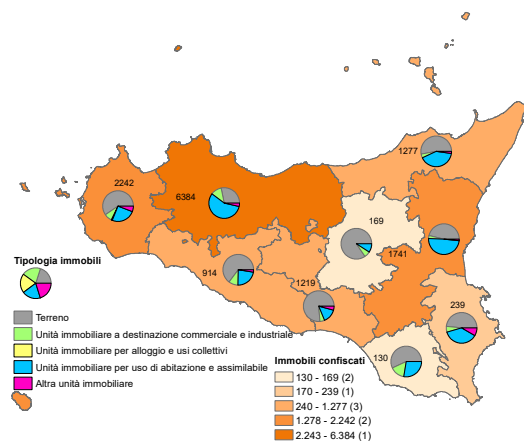 1277
2242
6384
169
914
1219
1741
239
130
Tipologia immobili
Terreno
Unità immobiliare a destinazione commerciale e industriale
Unità immobiliare per alloggio e usi collettivi
Unità immobiliare per uso di abitazione e assimilabile
Altra unità immobiliare
Immobili confiscati
130 - 169 (2)
170 - 239 (1)
240 - 1.277 (3)
1.278 - 2.242 (2)
2.243 - 6.384 (1)